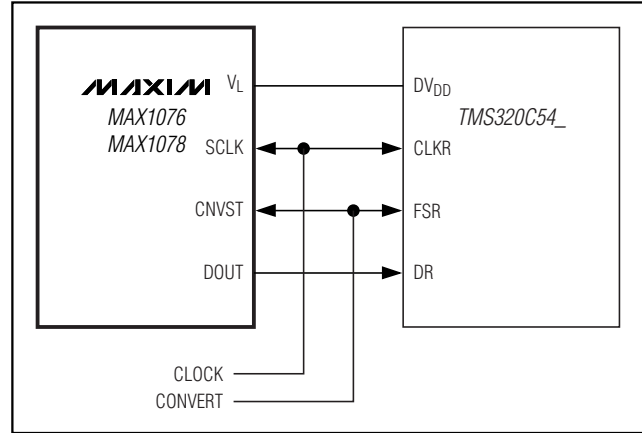 MAXIM
MAX1076
MAX1078
VL
SCLK
CNVST
DOUT
DVDD
TMS320C54_
CLKR
FSR
DR
CLOCK
CONVERT